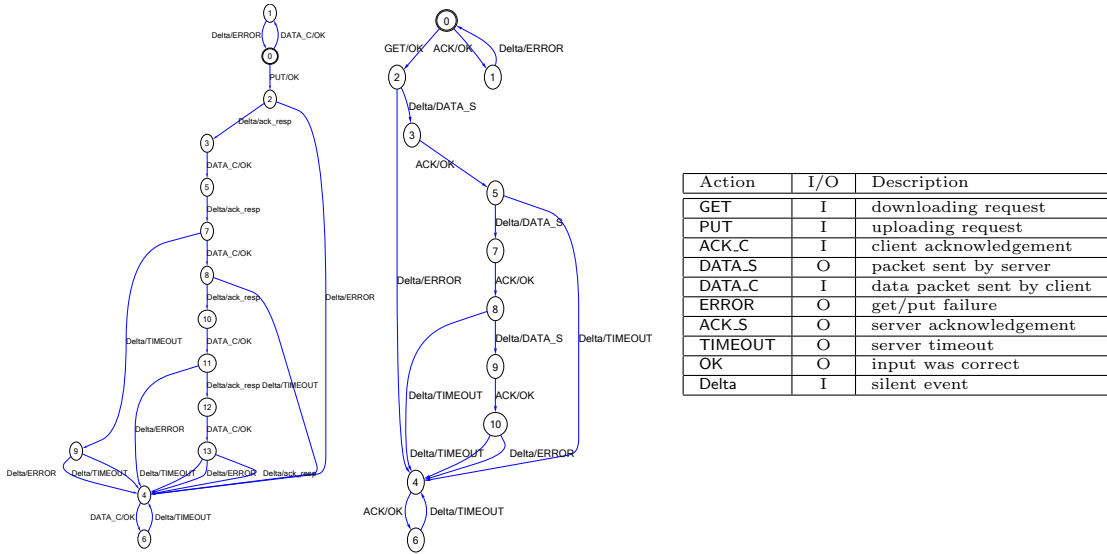 1
Delta/ERROR
DATA_C/OK
0
PUT/OK
2
Delta/ack_resp
3
DATA_C/OK
5
Delta/ack_resp
7
DATA_C/OK
8
Delta/ack_resp
Delta/ERROR
10
Delta/TIMEOUT
DATA_C/OK
11
Delta/ack_resp
Delta/TIMEOUT
12
Delta/ERROR
DATA_C/OK
9
13
Delta/ERROR
Delta/TIMEOUT
Delta/TIMEOUT
Delta/ERROR
Delta/ack_resp
4
DATA_C/OK
Delta/TIMEOUT
6
0
GET/OK
ACK/OK
Delta/ERROR
2
1
Delta/DATA_S
3
ACK/OK
5
Delta/DATA_S
7
Delta/ERROR
ACK/OK
8
Delta/DATA_S
Delta/TIMEOUT
9
Delta/TIMEOUT
ACK/OK
10
Delta/TIMEOUT
Delta/ERROR
4
ACK/OK
Delta/TIMEOUT
6
Action I/O Description
GET I downloading request
PUT I uploading request
ACK_C I client acknowledgement
DATA_S O packet sent by server
DATA_C I data packet sent by client
ERROR O get/put failure
ACK_S O server acknowledgement
TIMEOUT O server timeout
OK O input was correct
Delta I silent event